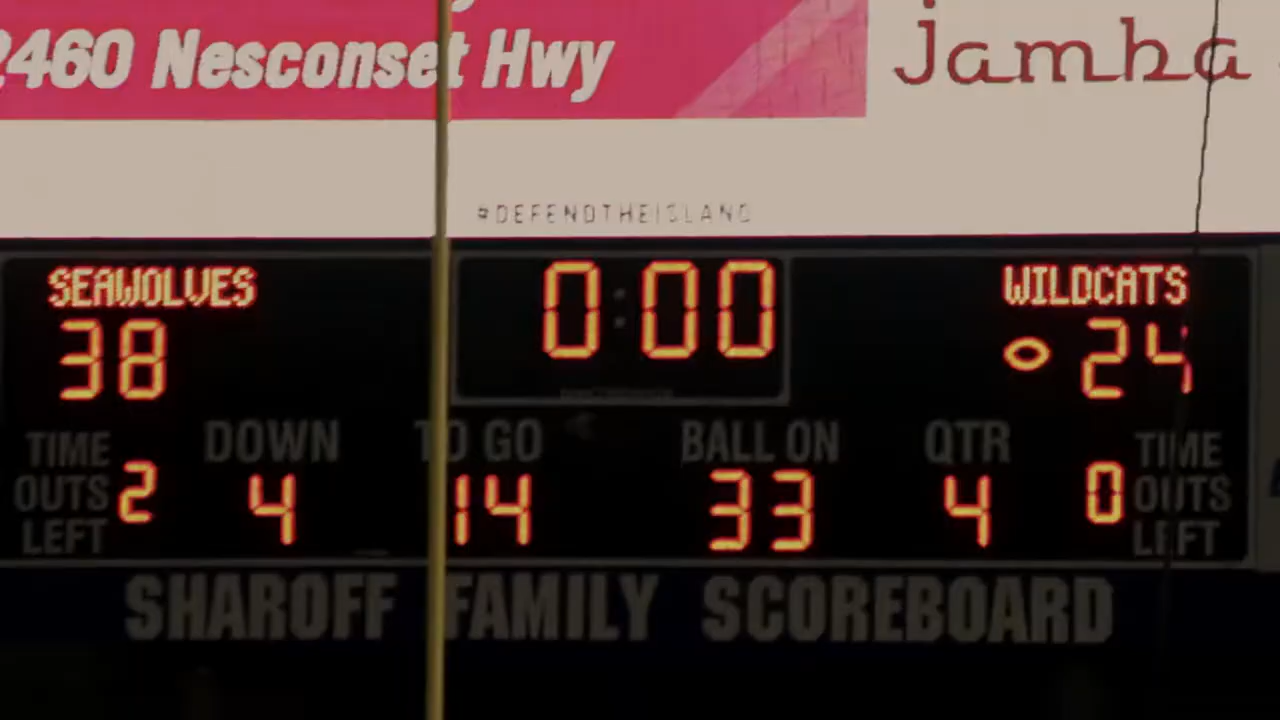 2460 Nesconset Hwy
jamba
#DEFENDTHEISLAND
SEAWOLVES
0:00
WILDCATS
38
24
DOWN
TO GO
BALL ON
QTR
TIME OUTS LEFT
2
4
14
33
4
0
TIME OUTS LEFT
SHAROFF FAMILY SCOREBOARD